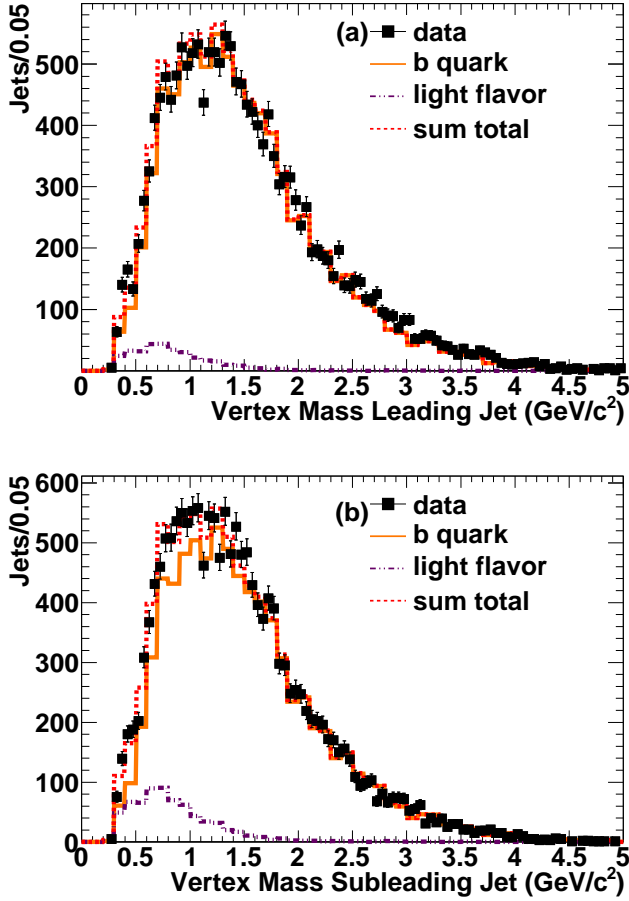 Jets/0.05
500
400
300
200
100
0
(a)
data
b quark
light flavor
sum total
0 0.5 1 1.5 2 2.5 3 3.5 4 4.5 5
Vertex Mass Leading Jet (GeV/c²)
Jets/0.05
600
500
400
300
200
100
0
(b)
data
b quark
light flavor
sum total
0 0.5 1 1.5 2 2.5 3 3.5 4 4.5 5
Vertex Mass Subleading Jet (GeV/c²)